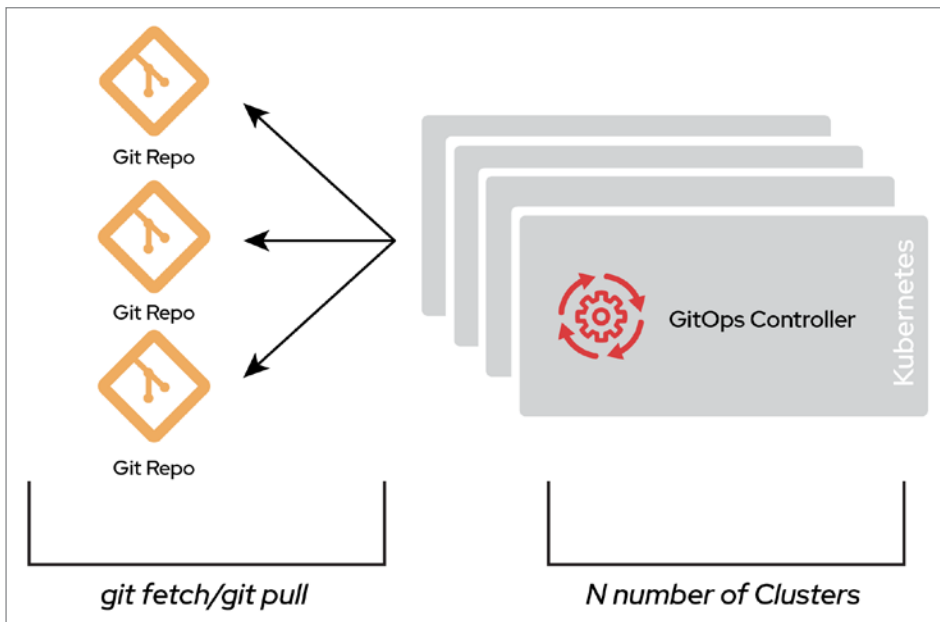 Git Repo
Git Repo
Git Repo
GitOps Controller
Kubernetes
git fetch/git pull
N number of Clusters